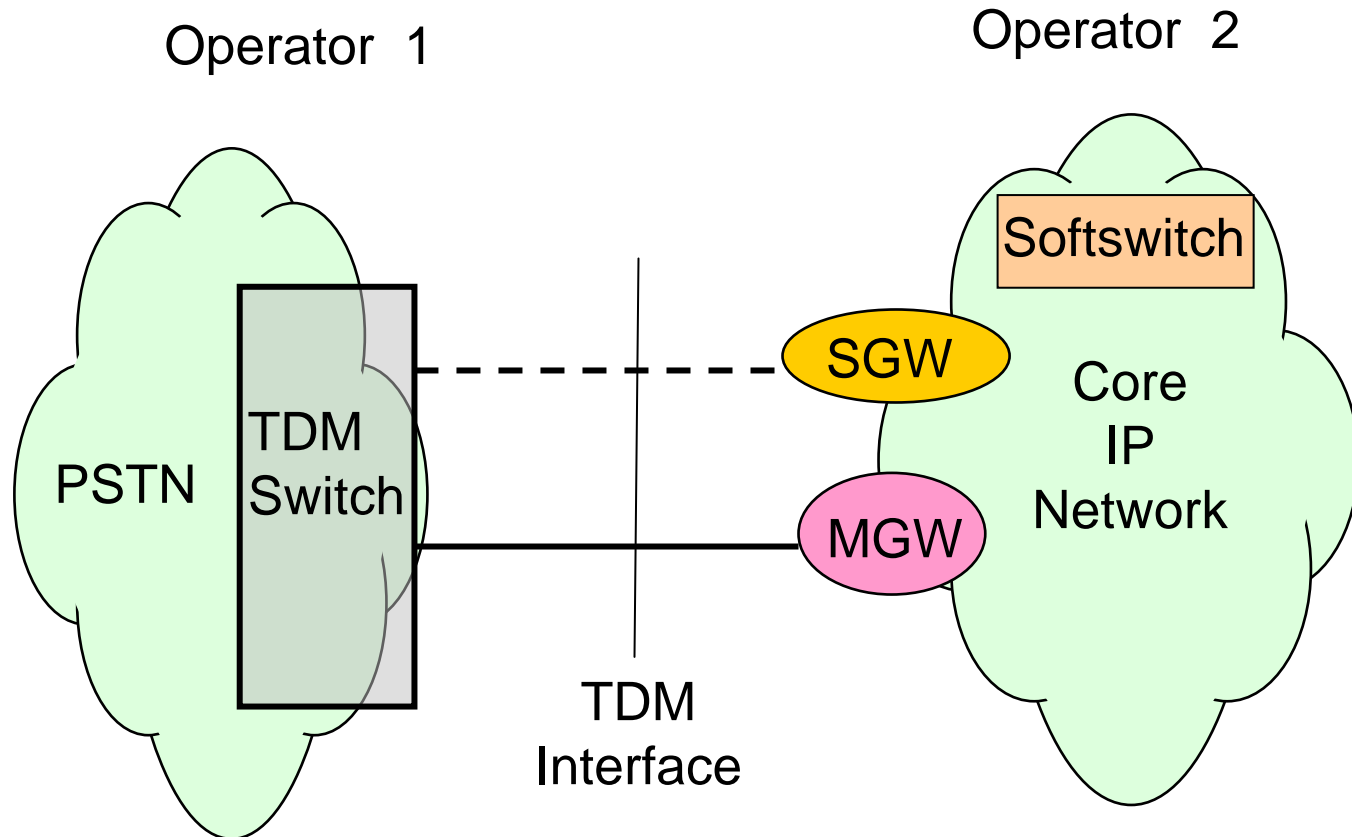 Operator 1
Operator 2
Softswitch
SGW
Core
IP
Network
TDM
Switch
PSTN
MGW
TDM
Interface